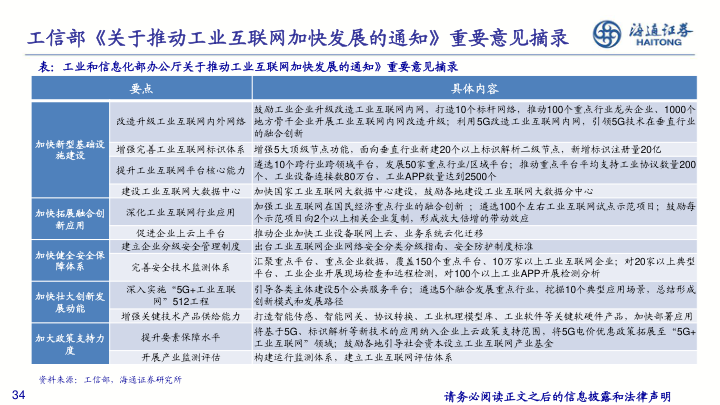 工信部《关于推动工业互联网加快发展的通知》重要意见摘录
海通证券
HAITONG
表：工业和信息化部办公厅关于推动工业互联网加快发展的通知》重要意见摘录
要点
具体内容
加快新型基础设
施建设
改造升级工业互联网内外网络
鼓励工业企业升级改造工业互联网内网，打造10个标杆网络，推动100个重点行业龙头企业、1000个
地方骨干企业开展工业互联网内网改造升级；利用5G改造工业互联网内网，引领5G技术在垂直行业
的融合创新
增强完善工业互联网标识体系
增强5大顶级节点功能，面向垂直行业新建20个以上标识解析二级节点，新增标识注册量20亿
提升工业互联网平台核心能力
遴选10个跨行业跨领域平台，发展50家重点行业/区域平台；推动重点平台平均支持工业协议数量200
个、工业设备连接数80万台，工业APP数量达到2500个
建设工业互联网大数据中心
加快国家工业互联网大数据中心建设，鼓励各地建设工业互联网大数据分中心
加快拓展融合创
新应用
深化工业互联网行业应用
加强工业互联网在国民经济重点行业的融合创新 ；遴选100个左右工业互联网试点示范项目；鼓励每
个示范项目向2个以上相关企业复制，形成放大倍增的带动效应
促进企业上云上平台
推动企业加快工业设备联网上云、业务系统云化迁移
加快健全安全保
障体系
建立企业分级安全管理制度
出台工业互联网企业网络安全分类分级指南、安全防护制度标准
完善安全技术监测体系
汇聚重点平台、重点企业数据，覆盖150个重点平台、10万家以上工业互联网企业；对20家以上典型
平台、工业企业开展现场检查和远程检测，对100个以上工业APP开展检测分析
加快壮大创新发
展动能
深入实施“5G+工业互联
网”512工程
引导各类主体建设5个公共服务平台；遴选5个融合发展重点行业，挖掘10个典型应用场景，总结形成
创新模式和发展路径
增强关键技术产品供给能力
打造智能传感、智能网关、协议转换、工业机理模型库、工业软件等关键软硬件产品，加快部署应用
加大政策支持力
度
提升要素保障水平
将基于5G、标识解析等新技术的应用纳入企业上云政策支持范围，将5G电价优惠政策拓展至“5G+
工业互联网”领域；鼓励各地引导社会资本设立工业互联网产业基金
开展产业监测评估
构建运行监测体系，建立工业互联网评估体系
资料来源：工信部、海通证券研究所
34
请务必阅读正文之后的信息披露和法律声明